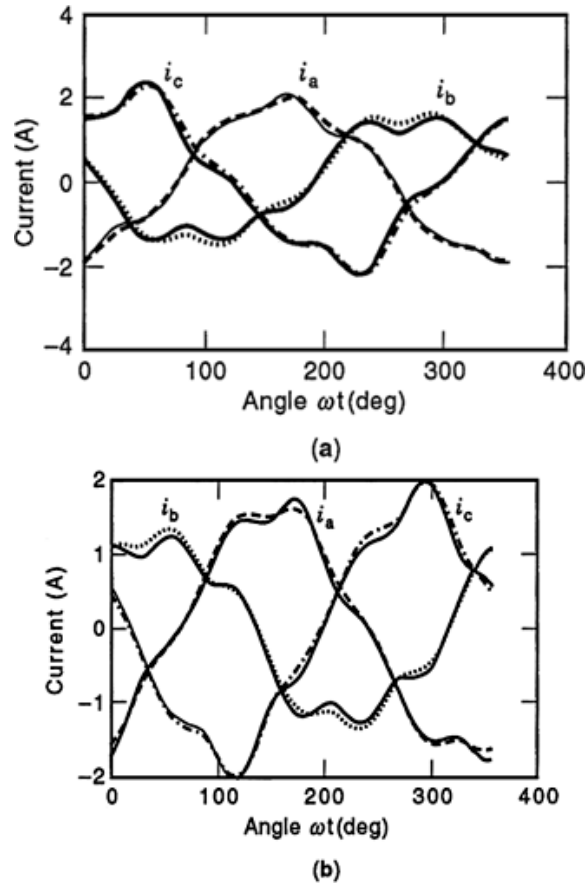 4
i_c
i_a
i_b
2
0
−2
−4
Current (A)
0 100 200 300 400
Angle ωt(deg)
(a)
2
i_b
i_a
i_c
1
0
−1
−2
Current (A)
0 100 200 300 400
Angle ωt(deg)
(b)